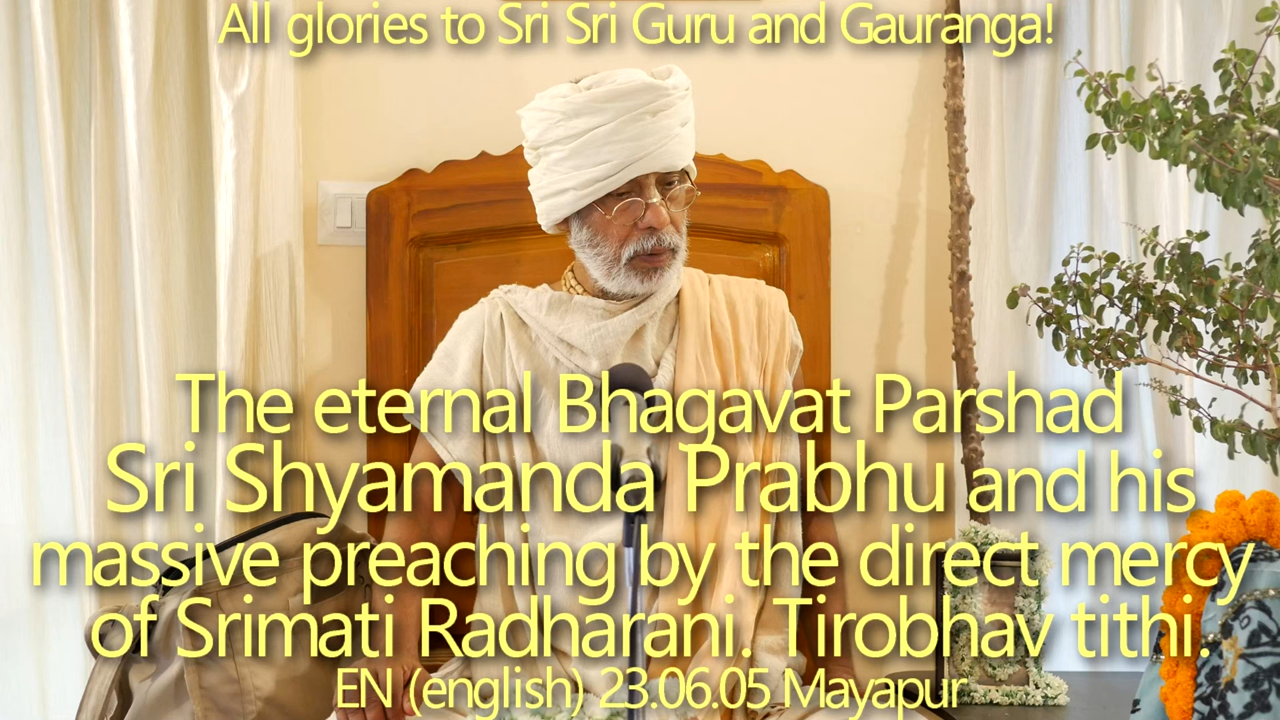 All glories to Sri Sri Guru and Gauranga!
The eternal Bhagavat Parshad
Sri Shyamanda Prabhu and his
massive preaching by the direct mercy
of Srimati Radharani. Tirobhav tithi.
EN (english) 23.06.05 Mayapur